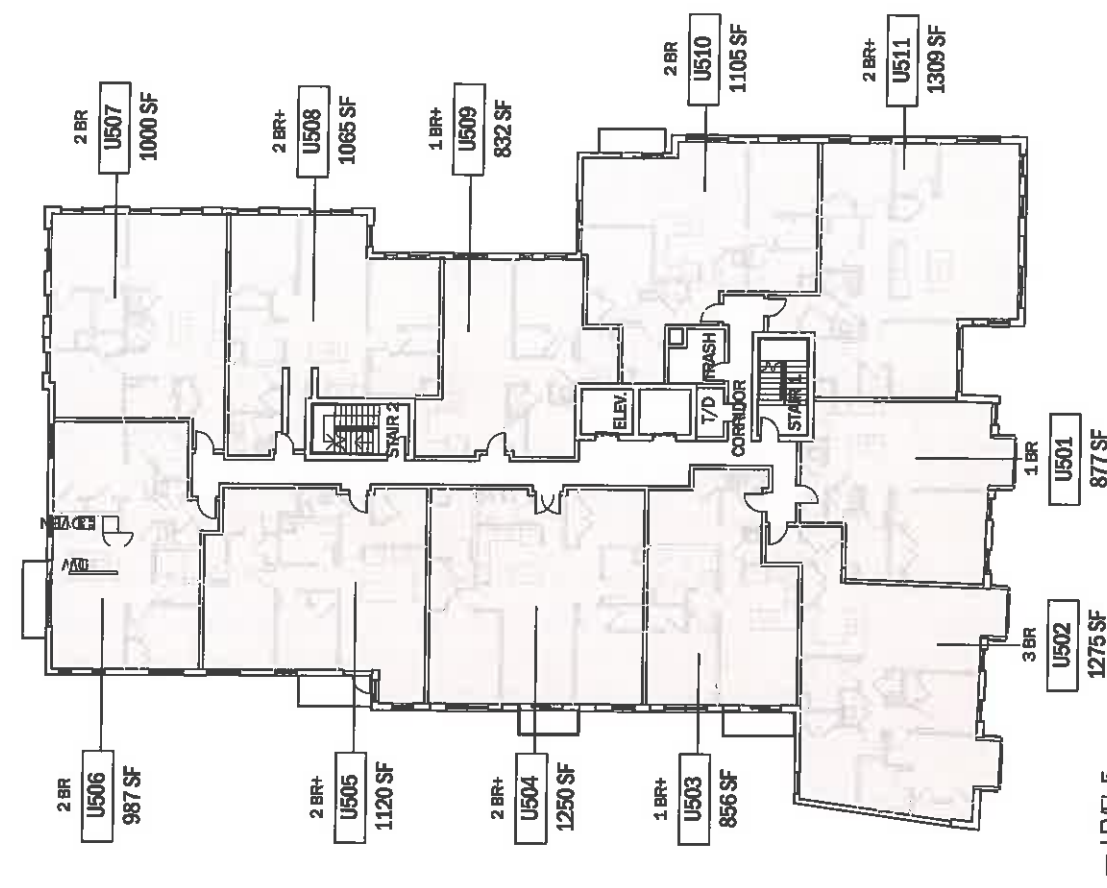 2 BR
U507
1000 SF
2 BR+
U508
1065 SF
1 BR+
U509
832 SF
2 BR
U510
1105 SF
2 BR+
U511
1309 SF
STAIR 2
ELEV.
T/D
TRASH
CORRIDOR
STAIR 1
2 BR
U506
987 SF
2 BR+
U505
1120 SF
2 BR+
U504
1250 SF
1 BR+
U503
856 SF
3 BR
U502
1275 SF
1 BR
U501
877 SF